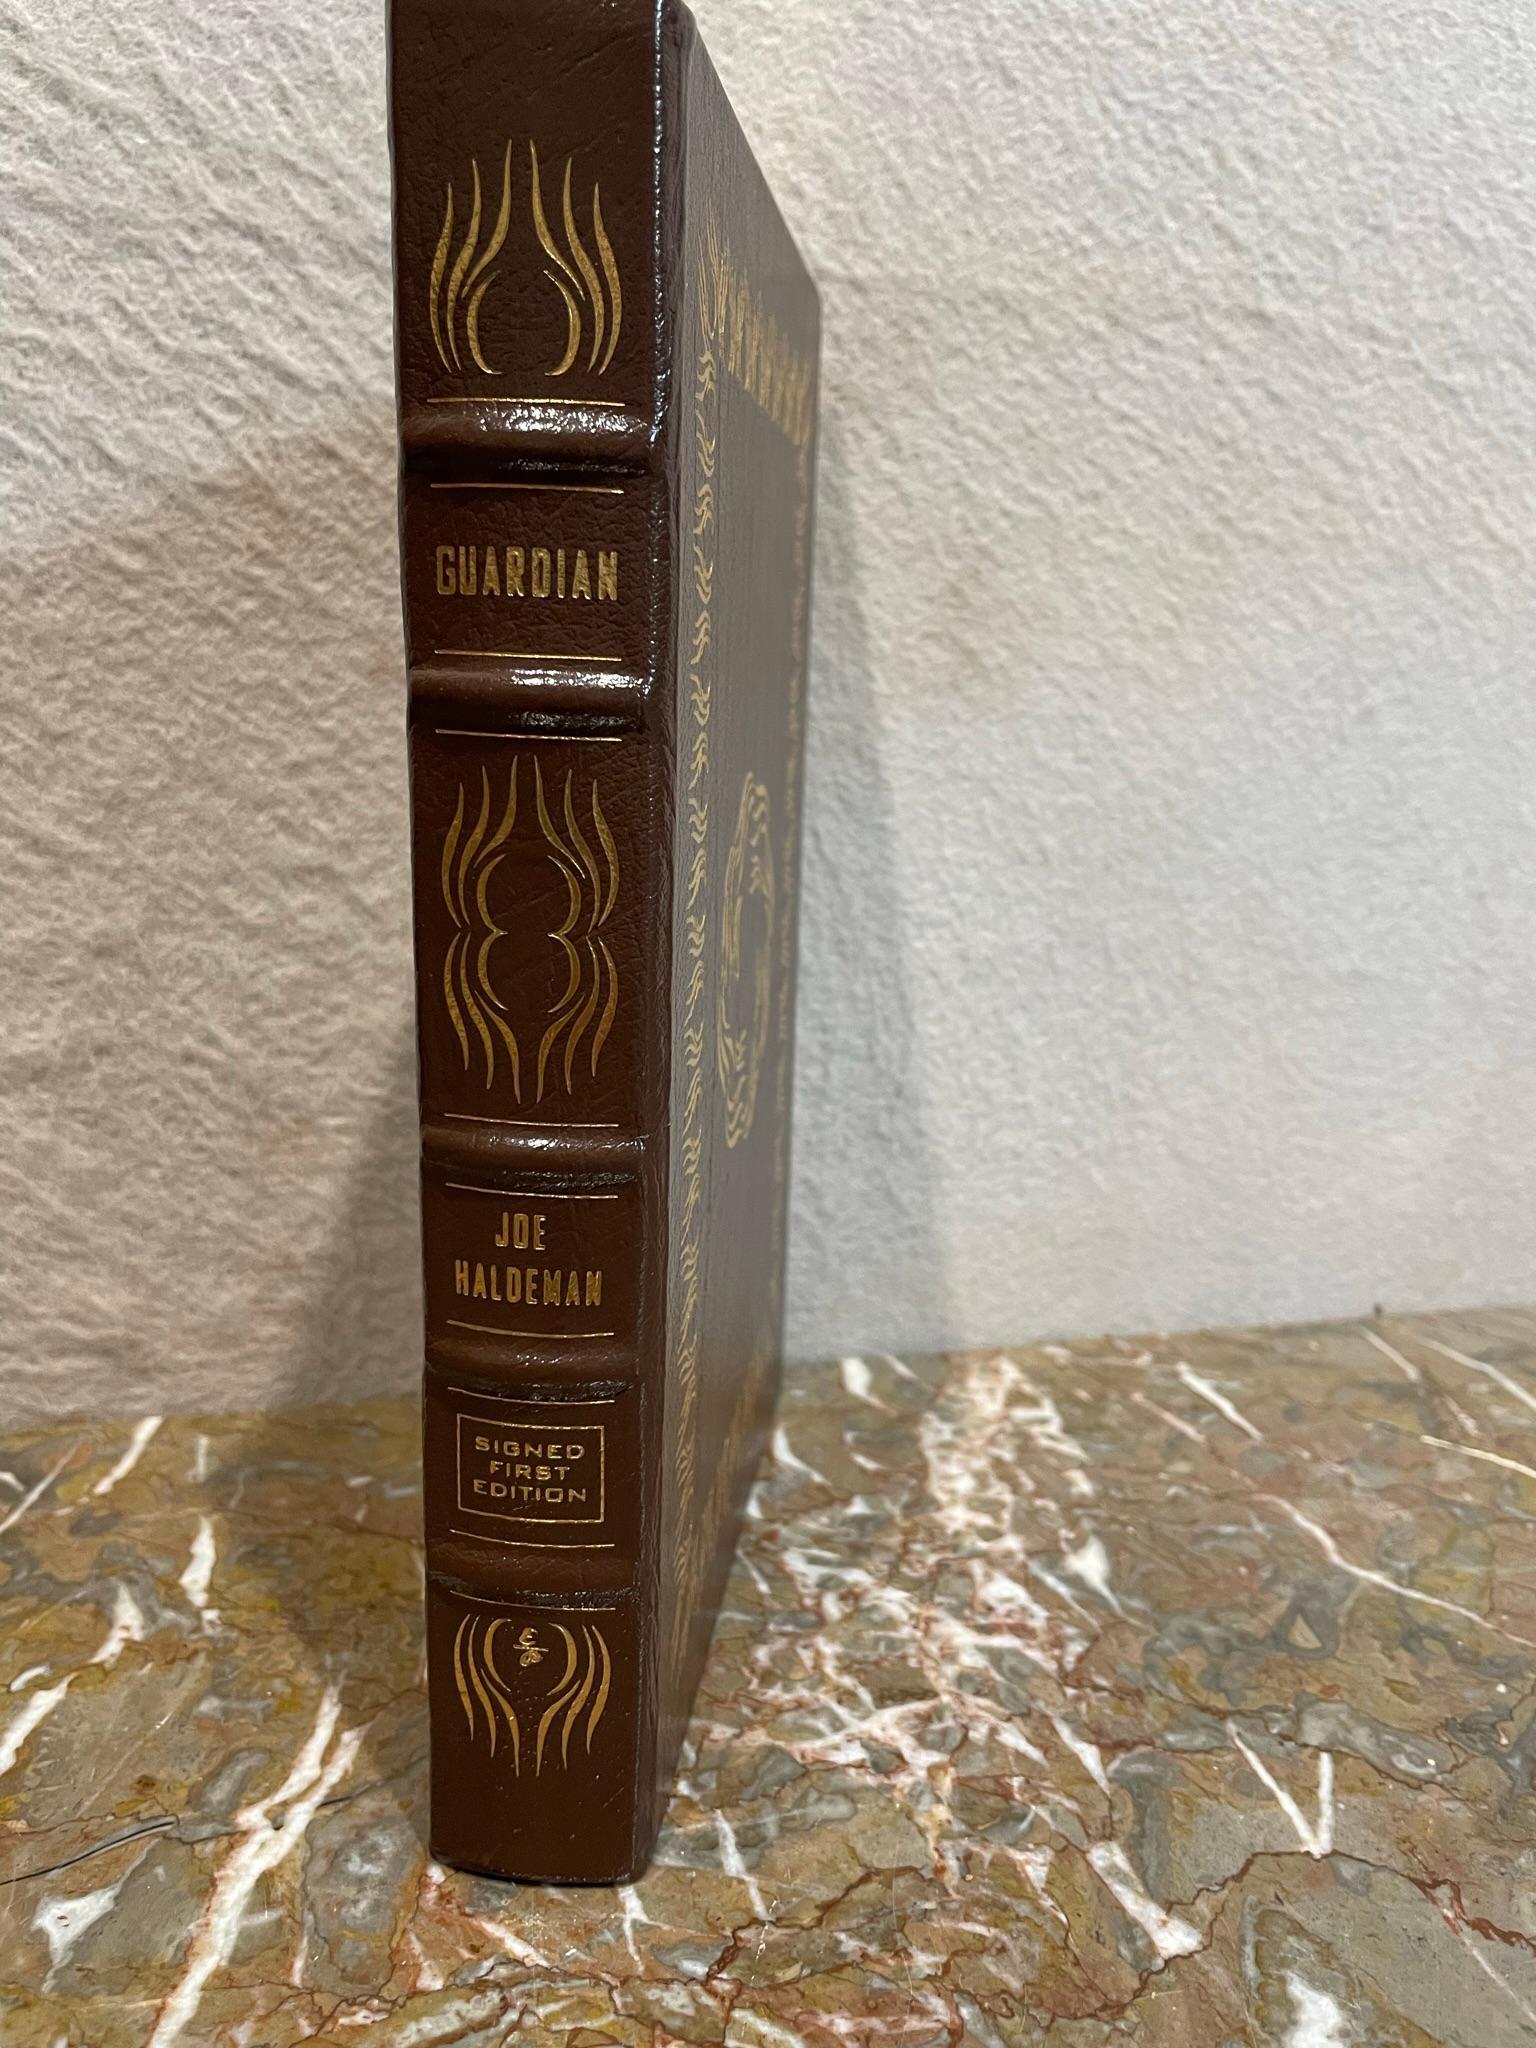 GUARDIAN
JOE
HALDEMAN
SIGNED
FIRST
EDITION